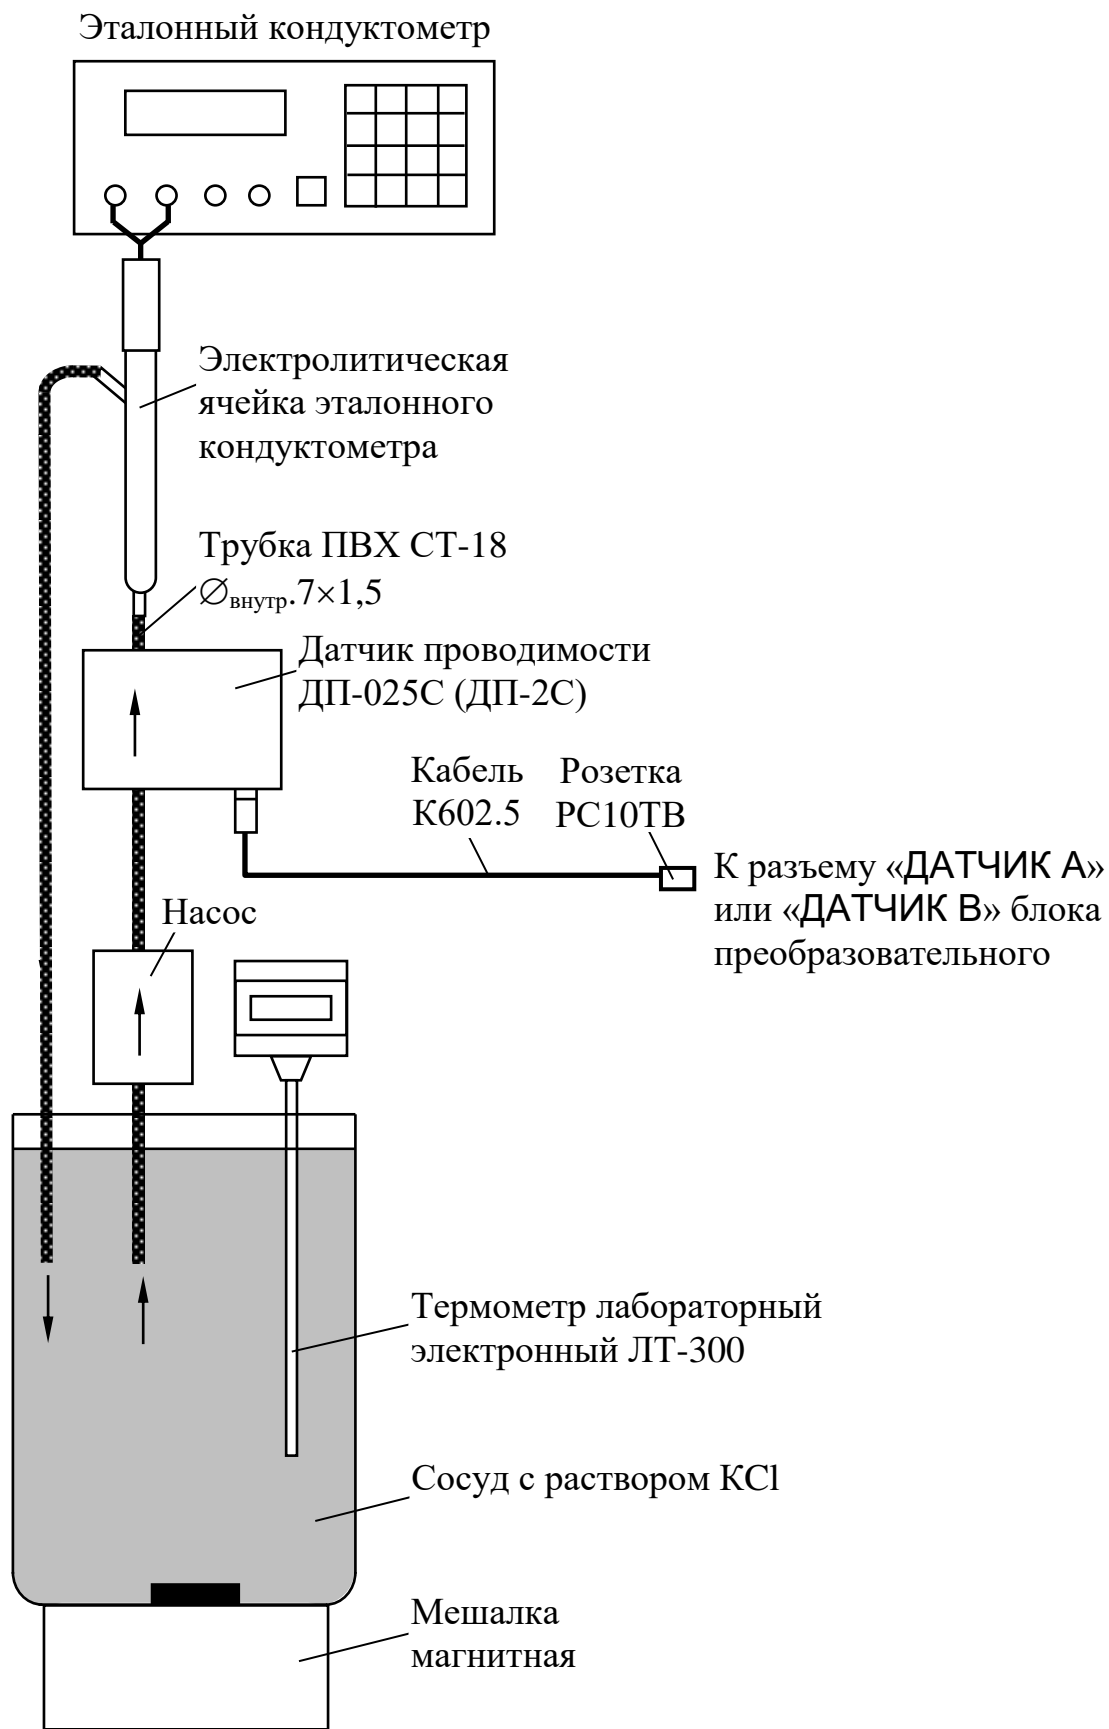 Эталонный кондуктометр
Электролитическая
ячейка эталонного
кондуктометра
Трубка ПВХ СТ-18
∅внутр.7×1,5
Датчик проводимости
ДП-025С (ДП-2С)
Кабель
К602.5
Розетка
РС10ТВ
К разъему «ДАТЧИК А»
или «ДАТЧИК В» блока
преобразовательного
Насос
Термометр лабораторный
электронный ЛТ-300
Сосуд с раствором KCl
Мешалка
магнитная